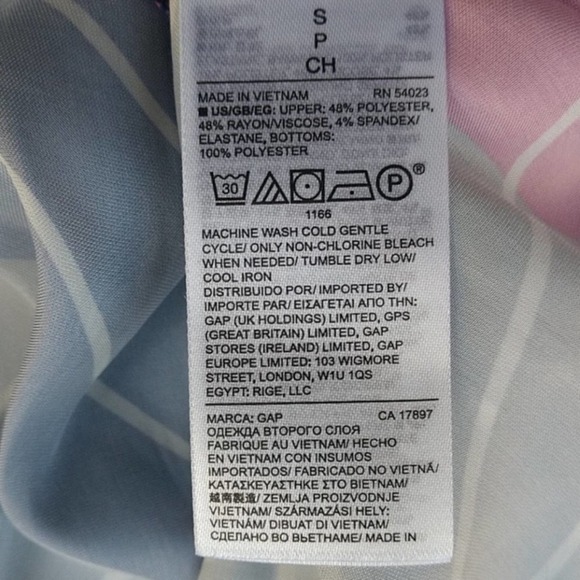 S
P
CH
MADE IN VIETNAM RN 54023
US/GB/EG: UPPER: 48% POLYESTER,
48% RAYON/VISCOSE, 4% SPANDEX/
ELASTANE, BOTTOMS:
100% POLYESTER
30 P ®
1166
MACHINE WASH COLD GENTLE
CYCLE/ ONLY NON-CHLORINE BLEACH
WHEN NEEDED/ TUMBLE DRY LOW/
COOL IRON
DISTRIBUIDO POR/ IMPORTED BY/
IMPORTE PAR/ ΕΙΣΑΓΕΤΑΙ ΑΠΟ ΤΗΝ:
GAP (UK HOLDINGS) LIMITED, GPS
(GREAT BRITAIN) LIMITED, GAP
STORES (IRELAND) LIMITED, GAP
EUROPE LIMITED: 103 WIGMORE
STREET, LONDON, W1U 1QS
EGYPT: RIGE, LLC
MARCA: GAP CA 17897
ОДЕЖДА ВТОРОГО СЛОЯ
FABRIQUE AU VIETNAM/ HECHO
EN VIETNAM CON INSUMOS
IMPORTADOS/ FABRICADO NO VIETNÃ/
ΚΑΤΑΣΚΕΥΑΣΤΗΚΕ ΣΤΟ ΒΙΕΤΝΑΜ/
越南製造/ ZEMLJA PROIZVODNJE
VIJETNAM/ SZÁRMAZÁSI HELY:
VIETNÁM/ DIBUAT DI VIETNAM/
СДЕЛАНО ВО ВЬЕТНАМЕ/ MADE IN